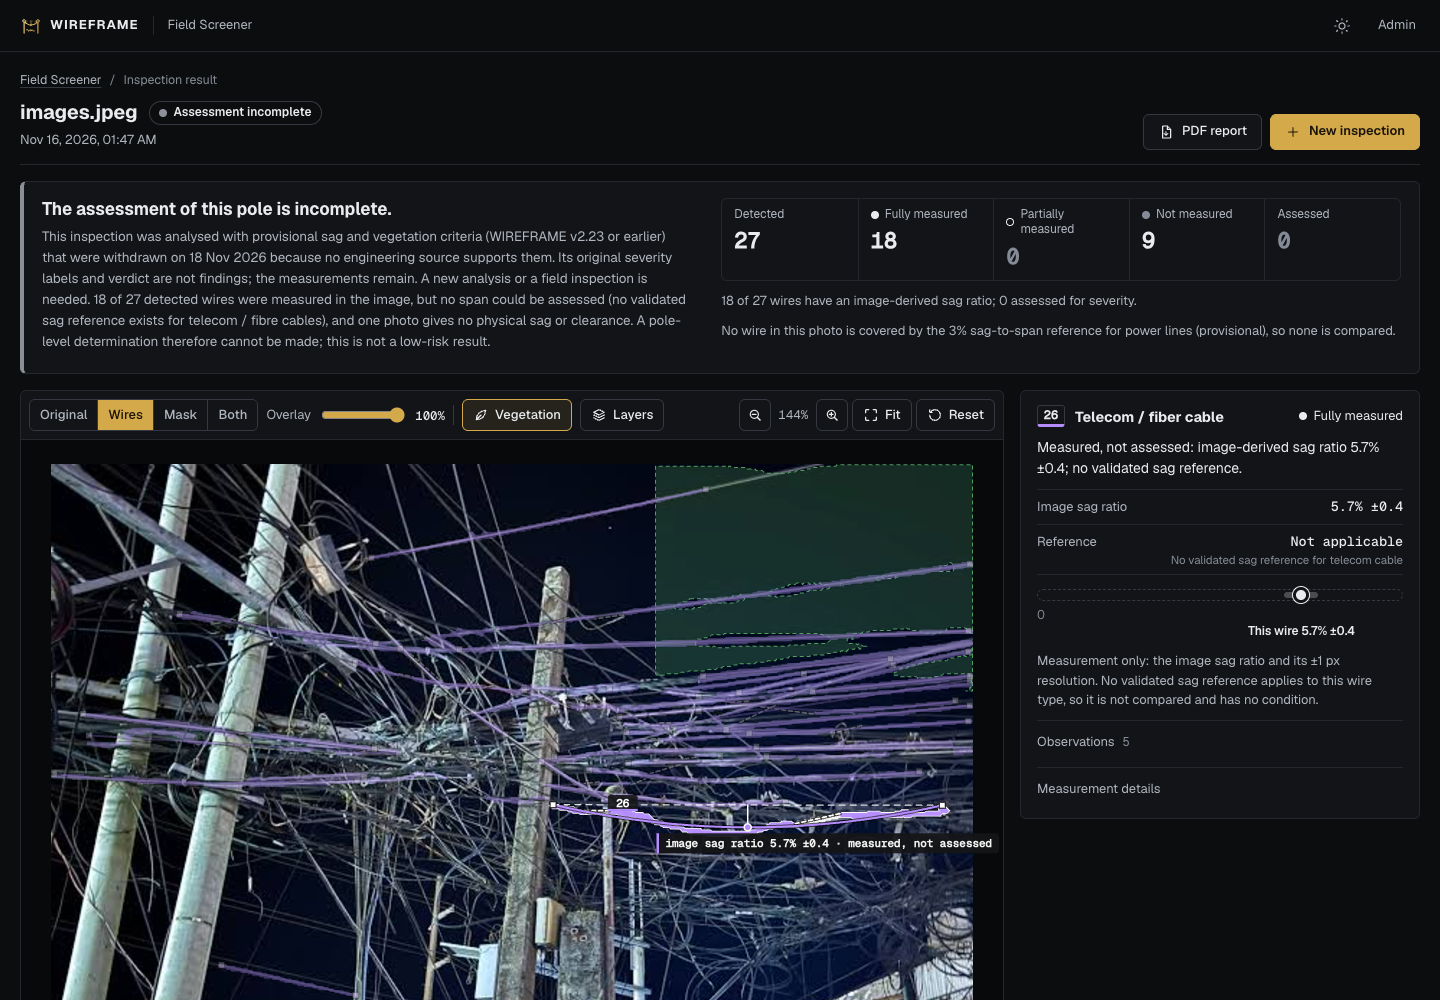 WIREFRAME
Field Screener
Admin
Field Screener / Inspection result
images.jpeg
Assessment incomplete
Nov 16, 2026, 01:47 AM
PDF report
New inspection
The assessment of this pole is incomplete.
This inspection was analysed with provisional sag and vegetation criteria (WIREFRAME v2.23 or earlier)
that were withdrawn on 18 Nov 2026 because no engineering source supports them. Its original severity
labels and verdict are not findings; the measurements remain. A new analysis or a field inspection is
needed. 18 of 27 detected wires were measured in the image, but no span could be assessed (no validated
sag reference exists for telecom / fibre cables), and one photo gives no physical sag or clearance. A pole-
level determination therefore cannot be made; this is not a low-risk result.
Detected
27
Fully measured
18
Partially
measured
0
Not measured
9
Assessed
0
18 of 27 wires have an image-derived sag ratio; 0 assessed for severity.
No wire in this photo is covered by the 3% sag-to-span reference for power lines (provisional), so none is compared.
Original
Wires
Mask
Both
Overlay
100%
Vegetation
Layers
144%
Fit
Reset
26
image sag ratio 5.7% ±0.4 · measured, not assessed
26
Telecom / fiber cable
Fully measured
Measured, not assessed: image-derived sag ratio 5.7%
±0.4; no validated sag reference.
Image sag ratio
5.7% ±0.4
Reference
Not applicable
No validated sag reference for telecom cable
0
This wire 5.7% ±0.4
Measurement only: the image sag ratio and its ±1 px
resolution. No validated sag reference applies to this wire
type, so it is not compared and has no condition.
Observations 5
Measurement details